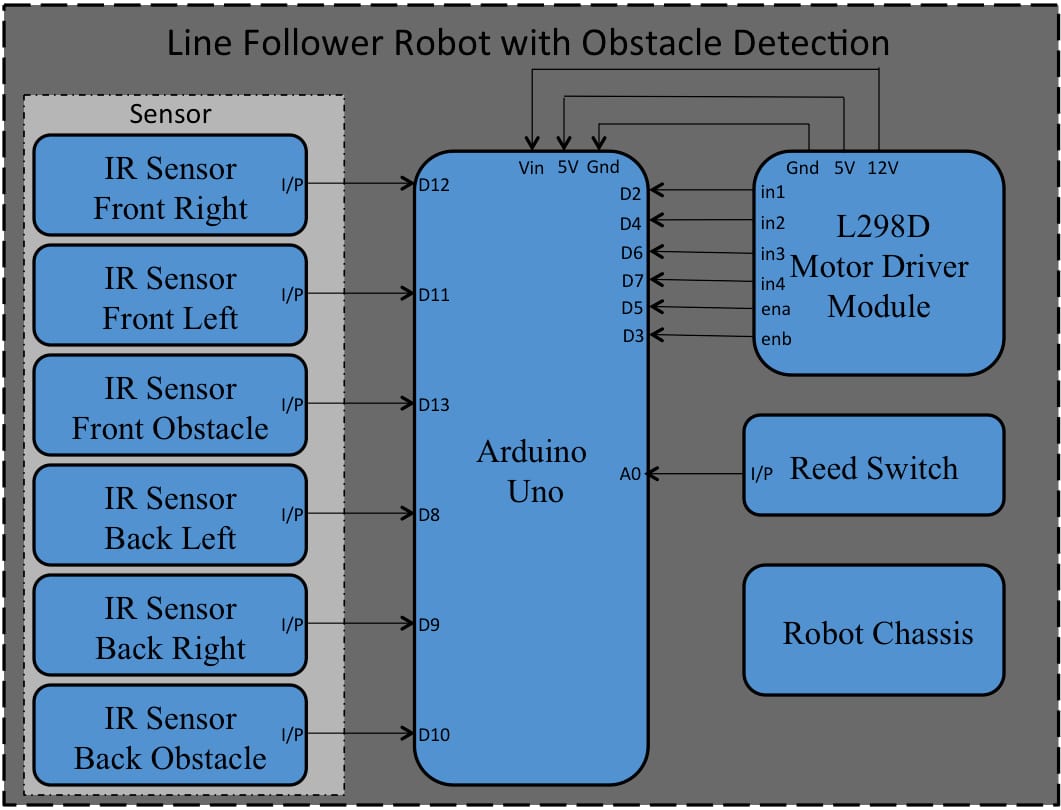 Line Follower Robot with Obstacle Detection
Sensor
IR Sensor
Front Right
I/P
D12
IR Sensor
Front Left
I/P
D11
IR Sensor
Front Obstacle
I/P
D13
IR Sensor
Back Left
I/P
D8
IR Sensor
Back Right
I/P
D9
IR Sensor
Back Obstacle
I/P
D10
Vin 5V Gnd
D2
D4
D6
D7
D5
D3
A0
Arduino
Uno
Gnd 5V 12V
in1
in2
in3
in4
ena
enb
L298D
Motor Driver
Module
I/P
Reed Switch
Robot Chassis